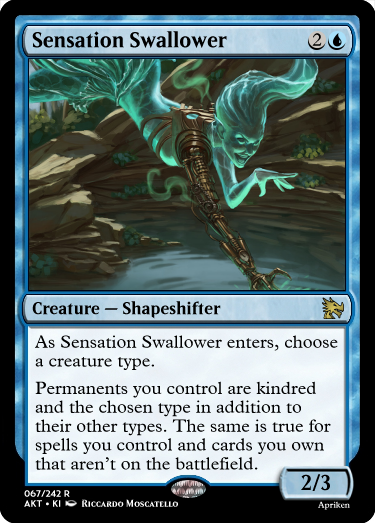 Sensation Swallower 2
Creature — Shapeshifter
As Sensation Swallower enters, choose
a creature type.
Permanents you control are kindred
and the chosen type in addition to
their other types. The same is true for
spells you control and cards you own
that aren't on the battlefield.
2/3
067/242 R
AKT • KI Riccardo Moscatello
Apriken